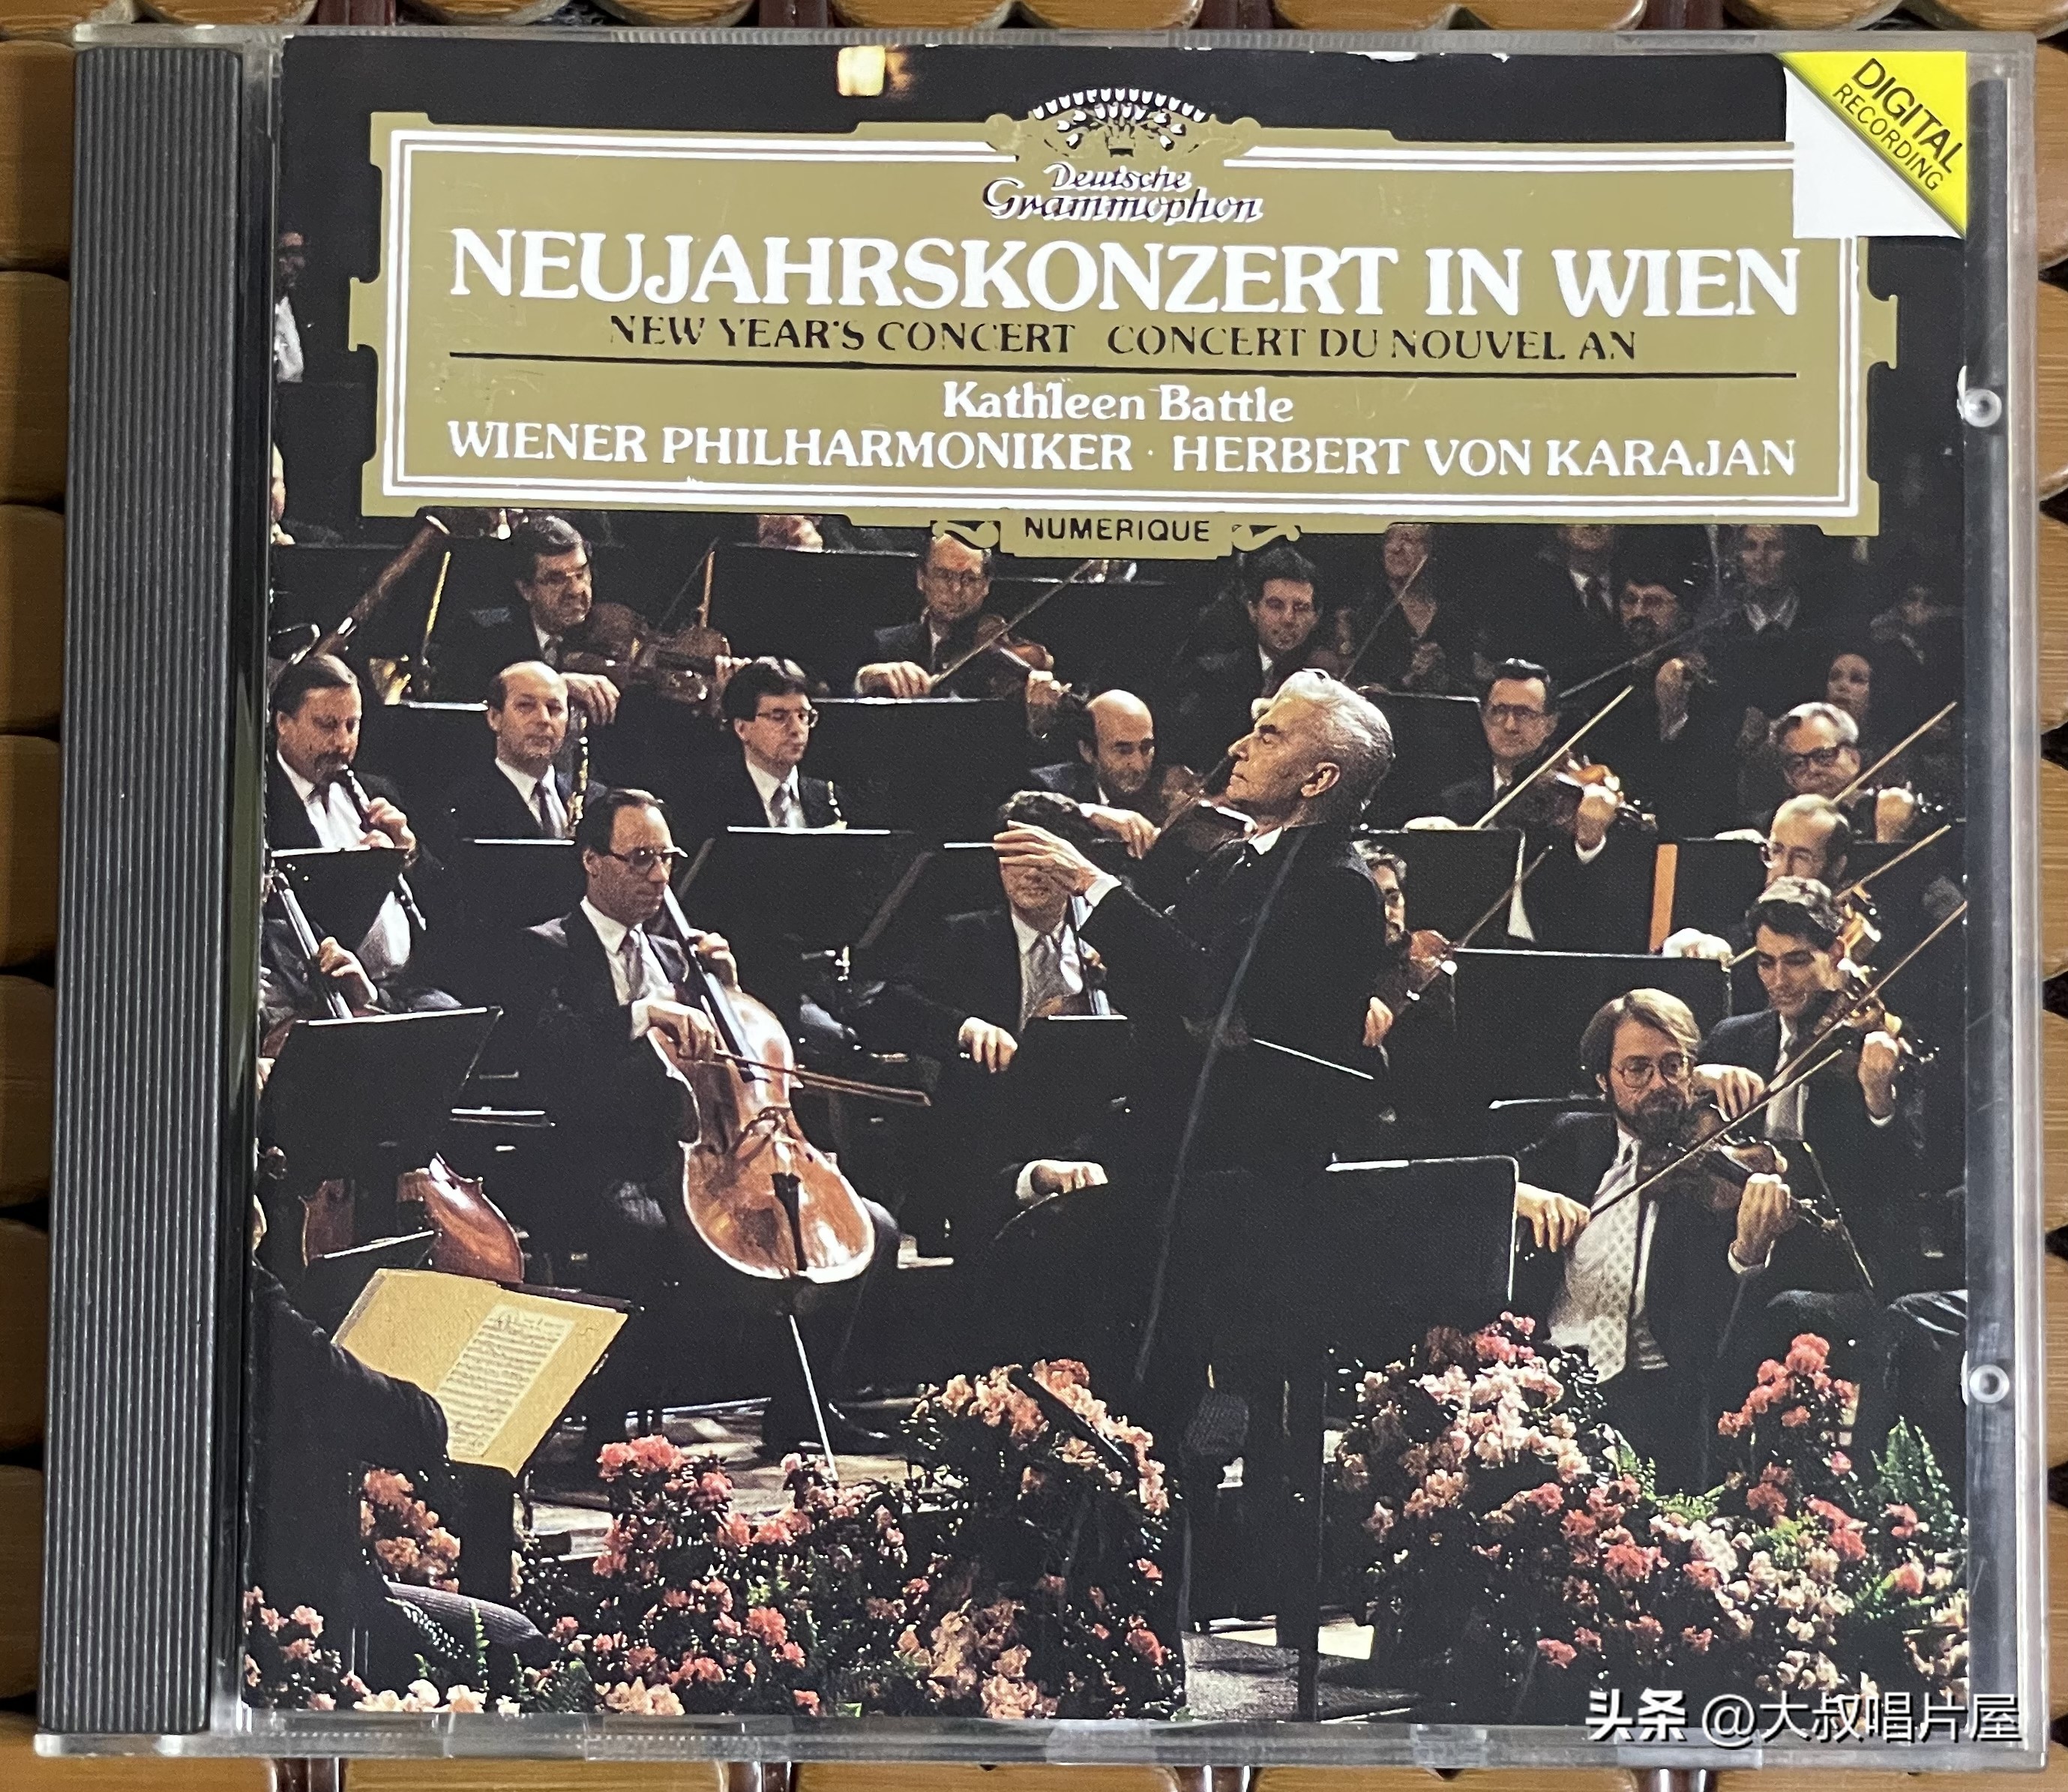 DIGITAL
RECORDING
Deutsche
Grammophon
NEUJAHRSKONZERT IN WIEN
NEW YEAR'S CONCERT CONCERT DU NOUVEL AN
Kathleen Battle
WIENER PHILHARMONIKER · HERBERT VON KARAJAN
NUMERIQUE
头条 @大叔唱片屋